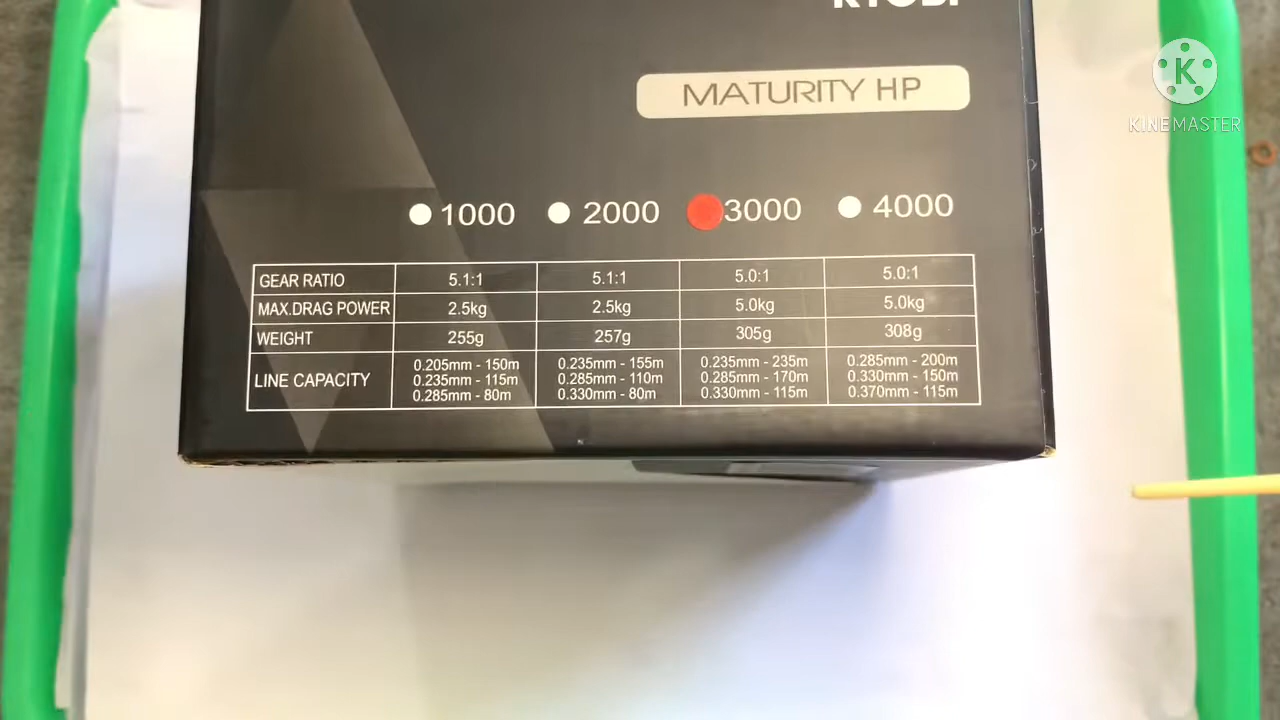 RYOBI
K
KINEMASTER
MATURITY HP
1000 2000 3000 4000
GEAR RATIO 5.1:1 5.1:1 5.0:1 5.0:1
MAX.DRAG POWER 2.5kg 2.5kg 5.0kg 5.0kg
WEIGHT 255g 257g 305g 308g
LINE CAPACITY
0.205mm - 150m 0.235mm - 155m 0.235mm - 235m 0.285mm - 200m
0.235mm - 115m 0.285mm - 110m 0.285mm - 170m 0.330mm - 150m
0.285mm - 80m 0.330mm - 80m 0.330mm - 115m 0.370mm - 115m